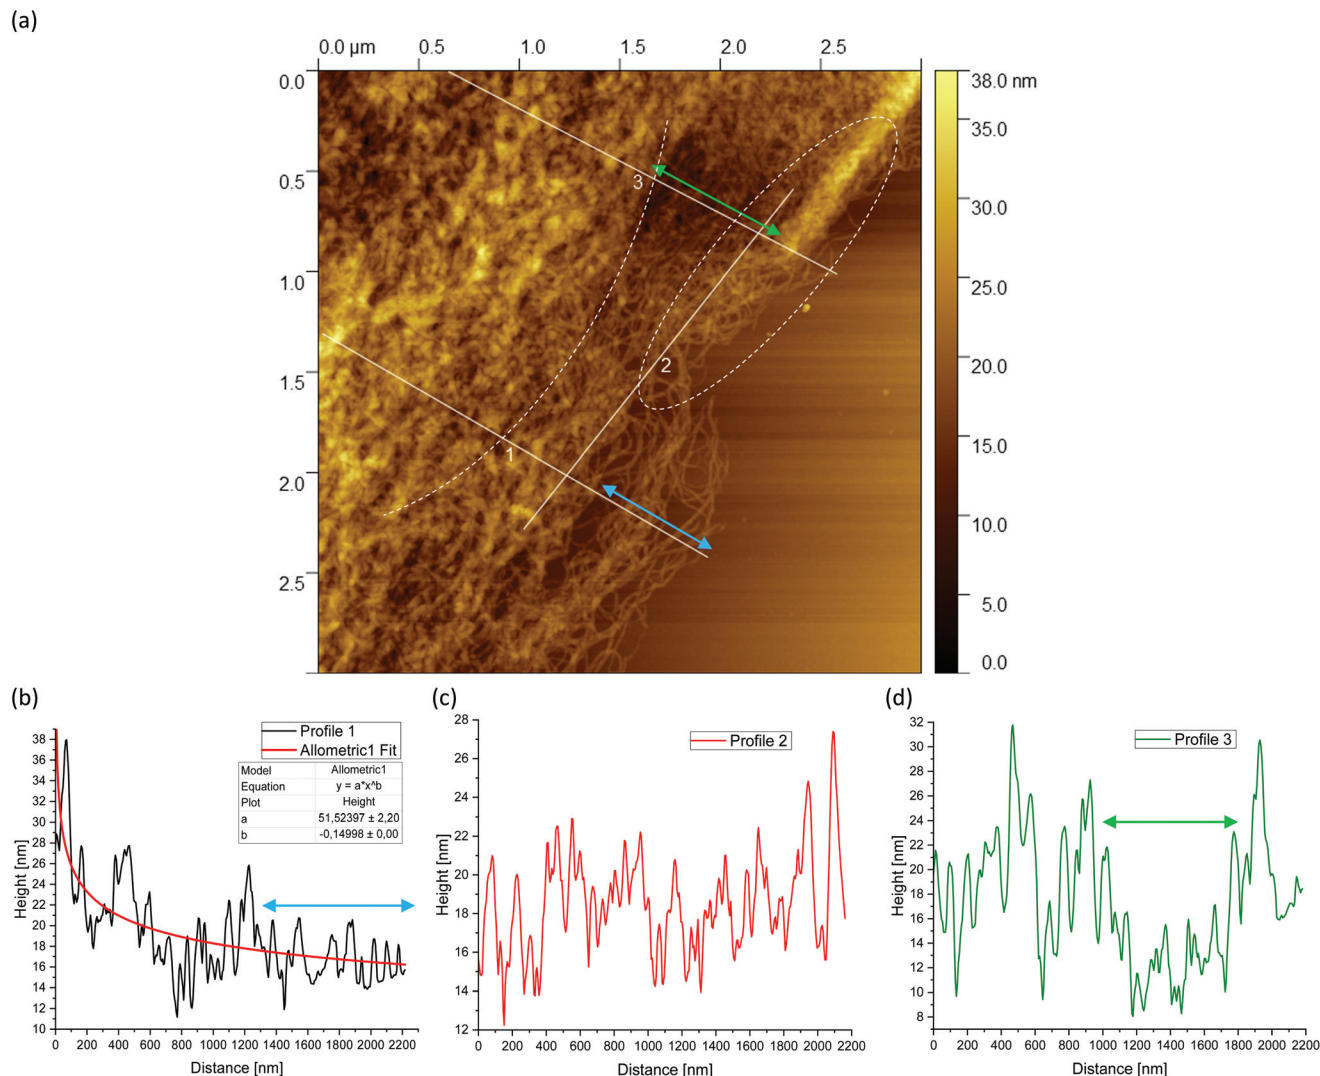 (a)
0.0 µm 0.5 1.0 1.5 2.0 2.5
0.0
0.5
1.0
1.5
2.0
2.5
3
2
1
38.0 nm
35.0
30.0
25.0
20.0
15.0
10.0
5.0
0.0
(b)
Height [nm]
38
36
34
32
30
28
26
24
22
20
18
16
14
12
10
Profile 1
Allometric1 Fit
Model Allometric1
Equation y = a*x^b
Plot Height
a 51,52397 ± 2,20
b -0,14998 ± 0,00
0 200 400 600 800 1000 1200 1400 1600 1800 2000 2200
Distance [nm]
(c)
Height [nm]
28
26
24
22
20
18
16
14
12
Profile 2
0 200 400 600 800 1000 1200 1400 1600 1800 2000 2200
Distance [nm]
(d)
Height [nm]
32
30
28
26
24
22
20
18
16
14
12
10
8
Profile 3
0 200 400 600 800 1000 1200 1400 1600 1800 2000 2200
Distance [nm]